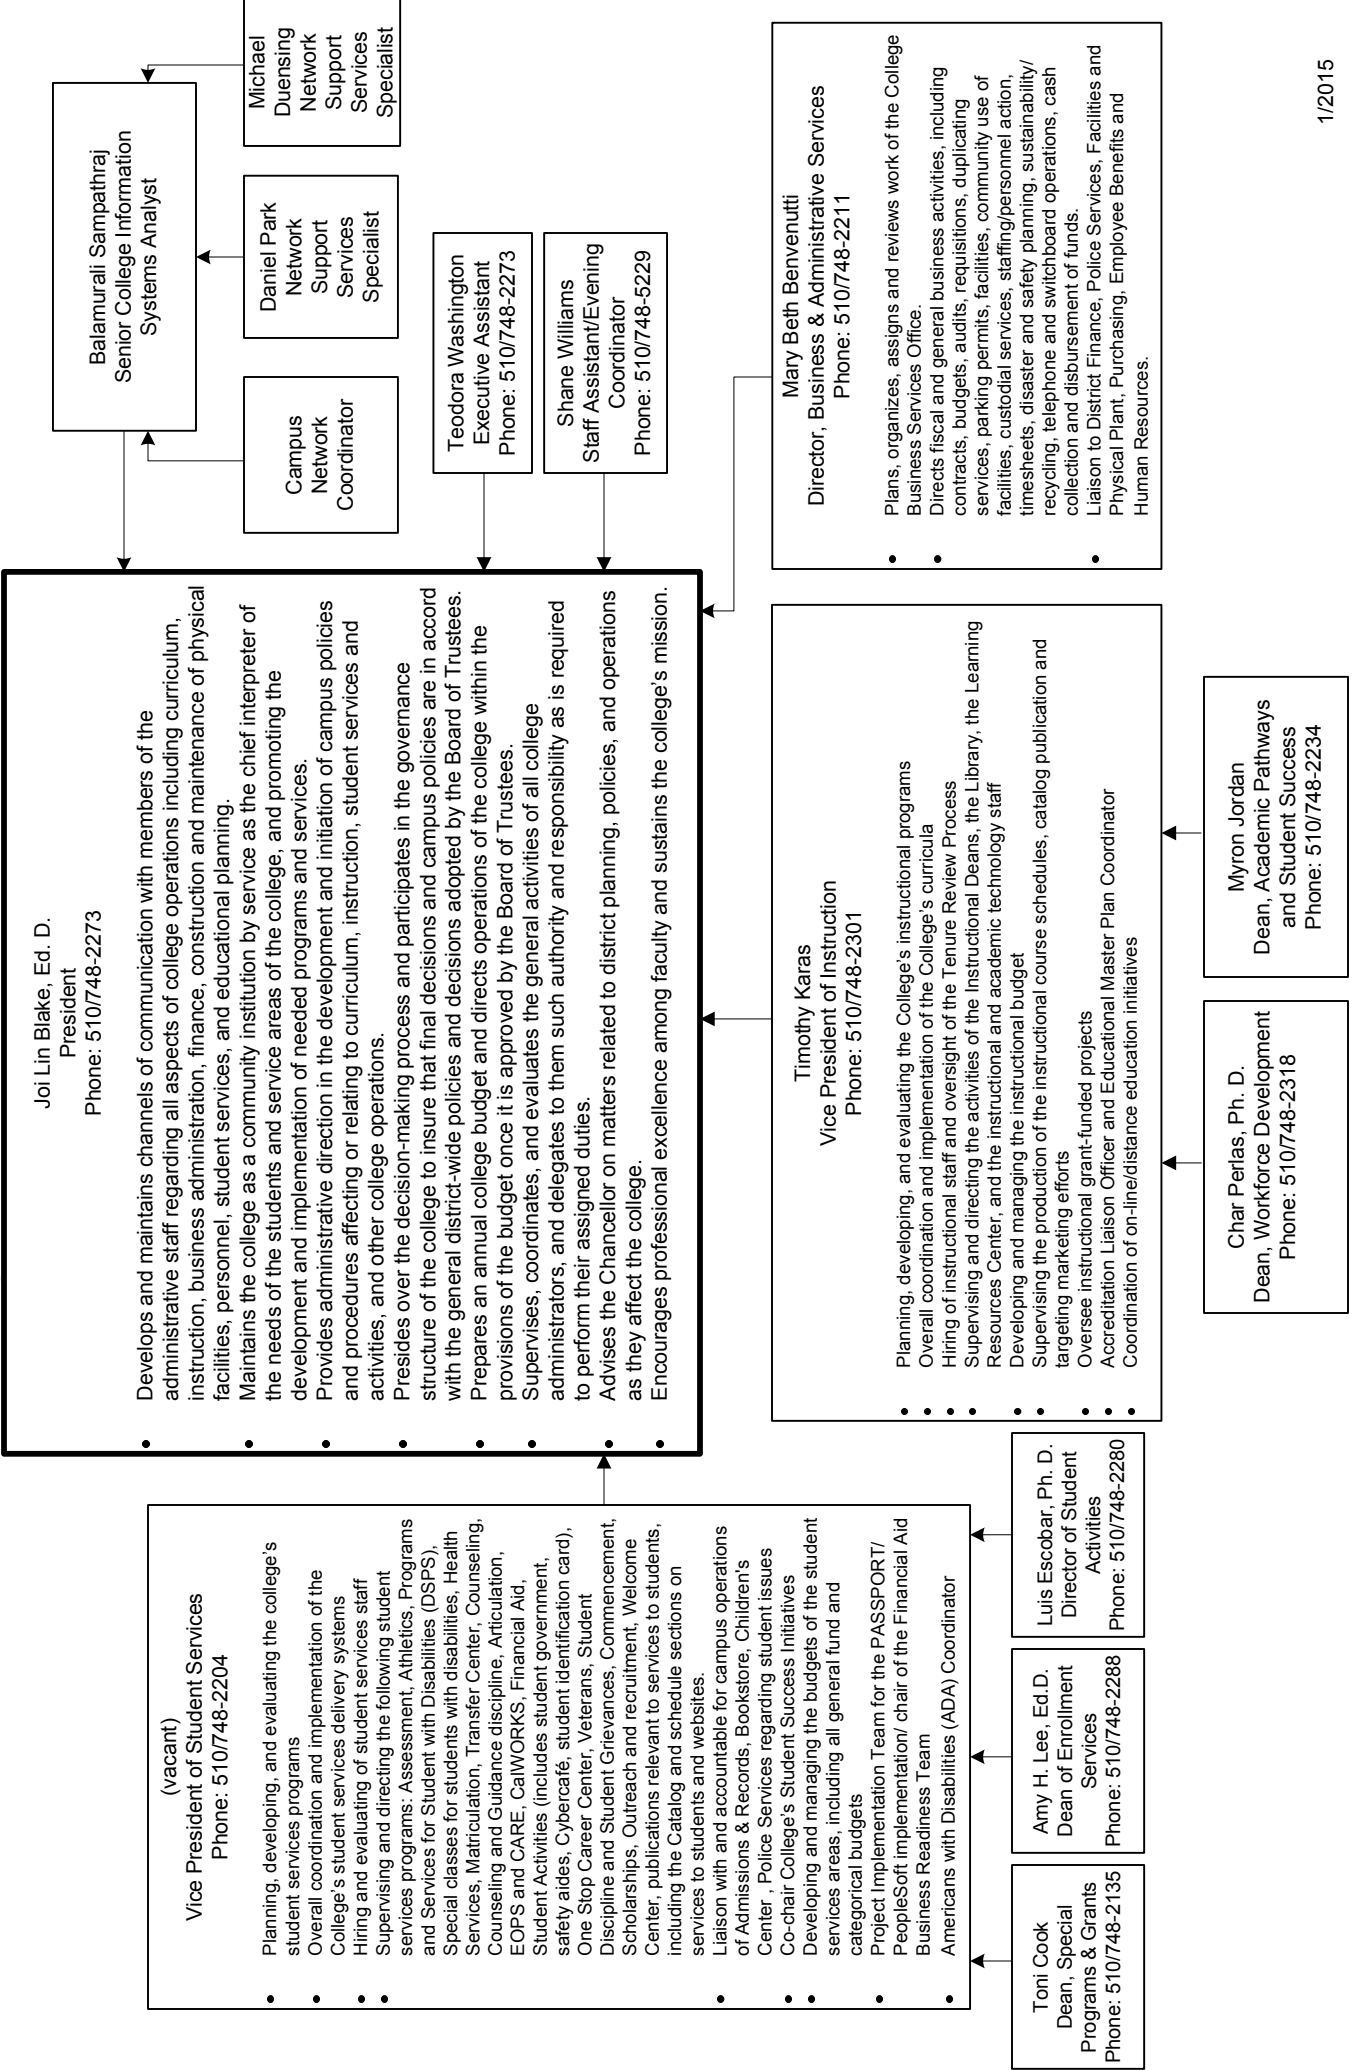 Joi Lin Blake, Ed. D.
President
Phone: 510/748-2273
• Develops and maintains channels of communication with members of the
administrative staff regarding all aspects of college operations including curriculum,
instruction, business administration, finance, construction and maintenance of physical
facilities, personnel, student services, and educational planning.
• Maintains the college as a community institution by service as the chief interpreter of
the needs of the students and service areas of the college, and promoting the
development and implementation of needed programs and services.
• Provides administrative direction in the development and initiation of campus policies
and procedures affecting or relating to curriculum, instruction, student services and
activities, and other college operations.
• Presides over the decision-making process and participates in the governance
structure of the college to insure that final decisions and campus policies are in accord
with the general district-wide policies and decisions adopted by the Board of Trustees.
• Prepares an annual college budget and directs operations of the college within the
provisions of the budget once it is approved by the Board of Trustees.
• Supervises, coordinates, and evaluates the general activities of all college
administrators, and delegates to them such authority and responsibility as is required
to perform their assigned duties.
• Advises the Chancellor on matters related to district planning, policies, and operations
as they affect the college.
• Encourages professional excellence among faculty and sustains the college's mission.
Balamurali Sampathraj
Senior College Information
Systems Analyst
Campus
Network
Coordinator
Daniel Park
Network
Support
Services
Specialist
Michael
Duensing
Network
Support
Services
Specialist
Teodora Washington
Executive Assistant
Phone: 510/748-2273
Shane Williams
Staff Assistant/Evening
Coordinator
Phone: 510/748-5229
(vacant)
Vice President of Student Services
Phone: 510/748-2204
• Planning, developing, and evaluating the college's
student services programs
• Overall coordination and implementation of the
College's student services delivery systems
• Hiring and evaluating of student services staff
• Supervising and directing the following student
services programs: Assessment, Athletics, Programs
and Services for Student with Disabilities (DSPS),
Special classes for students with disabilities, Health
Services, Matriculation, Transfer Center, Counseling,
Counseling and Guidance discipline, Articulation,
EOPS and CARE, CalWORKS, Financial Aid,
Student Activities (includes student government,
safety aides, Cybercafé, student identification card),
One Stop Career Center, Veterans, Student
Discipline and Student Grievances, Commencement,
Scholarships, Outreach and recruitment, Welcome
Center, publications relevant to services to students,
including the Catalog and schedule sections on
services to students and websites.
• Liaison with and accountable for campus operations
of Admissions & Records, Bookstore, Children's
Center , Police Services regarding student issues
• Co-chair College's Student Success Initiatives
• Developing and managing the budgets of the student
services areas, including all general fund and
categorical budgets
• Project Implementation Team for the PASSPORT/
PeopleSoft implementation/ chair of the Financial Aid
Business Readiness Team
• Americans with Disabilities (ADA) Coordinator
Toni Cook
Dean, Special
Programs & Grants
Phone: 510/748-2135
Amy H. Lee, Ed.D.
Dean of Enrollment
Services
Phone: 510/748-2288
Luis Escobar, Ph. D.
Director of Student
Activities
Phone: 510/748-2280
Timothy Karas
Vice President of Instruction
Phone: 510/748-2301
• Planning, developing, and evaluating the College's instructional programs
• Overall coordination and implementation of the College's curricula
• Hiring of instructional staff and oversight of the Tenure Review Process
• Supervising and directing the activities of the Instructional Deans, the Library, the Learning
Resources Center, and the instructional and academic technology staff
• Developing and managing the instructional budget
• Supervising the production of the instructional course schedules, catalog publication and
targeting marketing efforts
• Oversee instructional grant-funded projects
• Accreditation Liaison Officer and Educational Master Plan Coordinator
• Coordination of on-line/distance education initiatives
Char Perlas, Ph. D.
Dean, Workforce Development
Phone: 510/748-2318
Myron Jordan
Dean, Academic Pathways
and Student Success
Phone: 510/748-2234
Mary Beth Benvenutti
Director, Business & Administrative Services
Phone: 510/748-2211
• Plans, organizes, assigns and reviews work of the College
Business Services Office.
• Directs fiscal and general business activities, including
contracts, budgets, audits, requisitions, duplicating
services, parking permits, facilities, community use of
facilities, custodial services, staffing/personnel action,
timesheets, disaster and safety planning, sustainability/
recycling, telephone and switchboard operations, cash
collection and disbursement of funds.
• Liaison to District Finance, Police Services, Facilities and
Physical Plant, Purchasing, Employee Benefits and
Human Resources.
1/2015